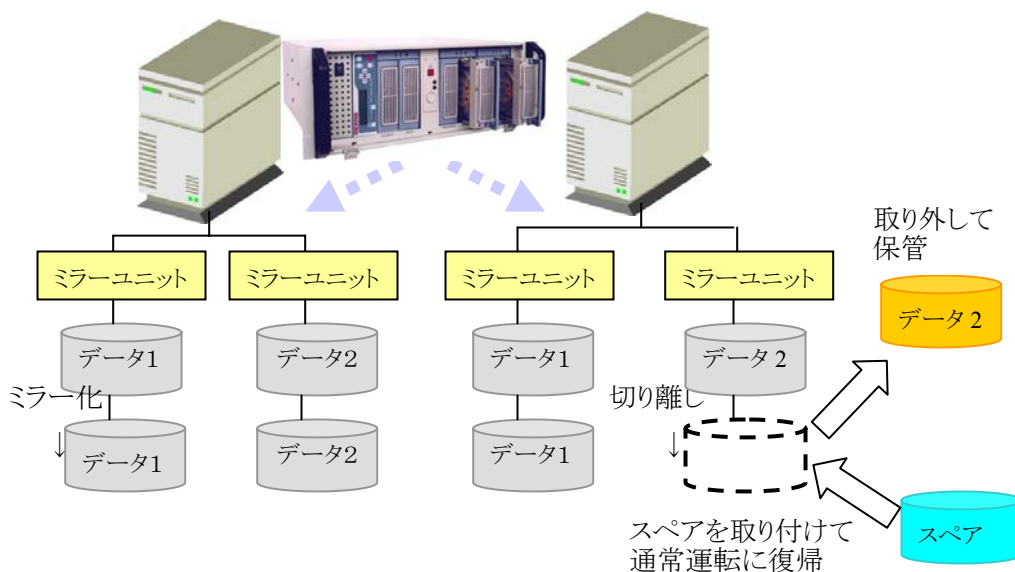 取り外して
保管
ミラーユニット
ミラーユニット
ミラーユニット
ミラーユニット
データ2
データ1
データ2
データ1
データ2
ミラー化
切り離し
↓
↓
データ1
データ2
データ1
スペアを取り付けて
通常運転に復帰
スペア